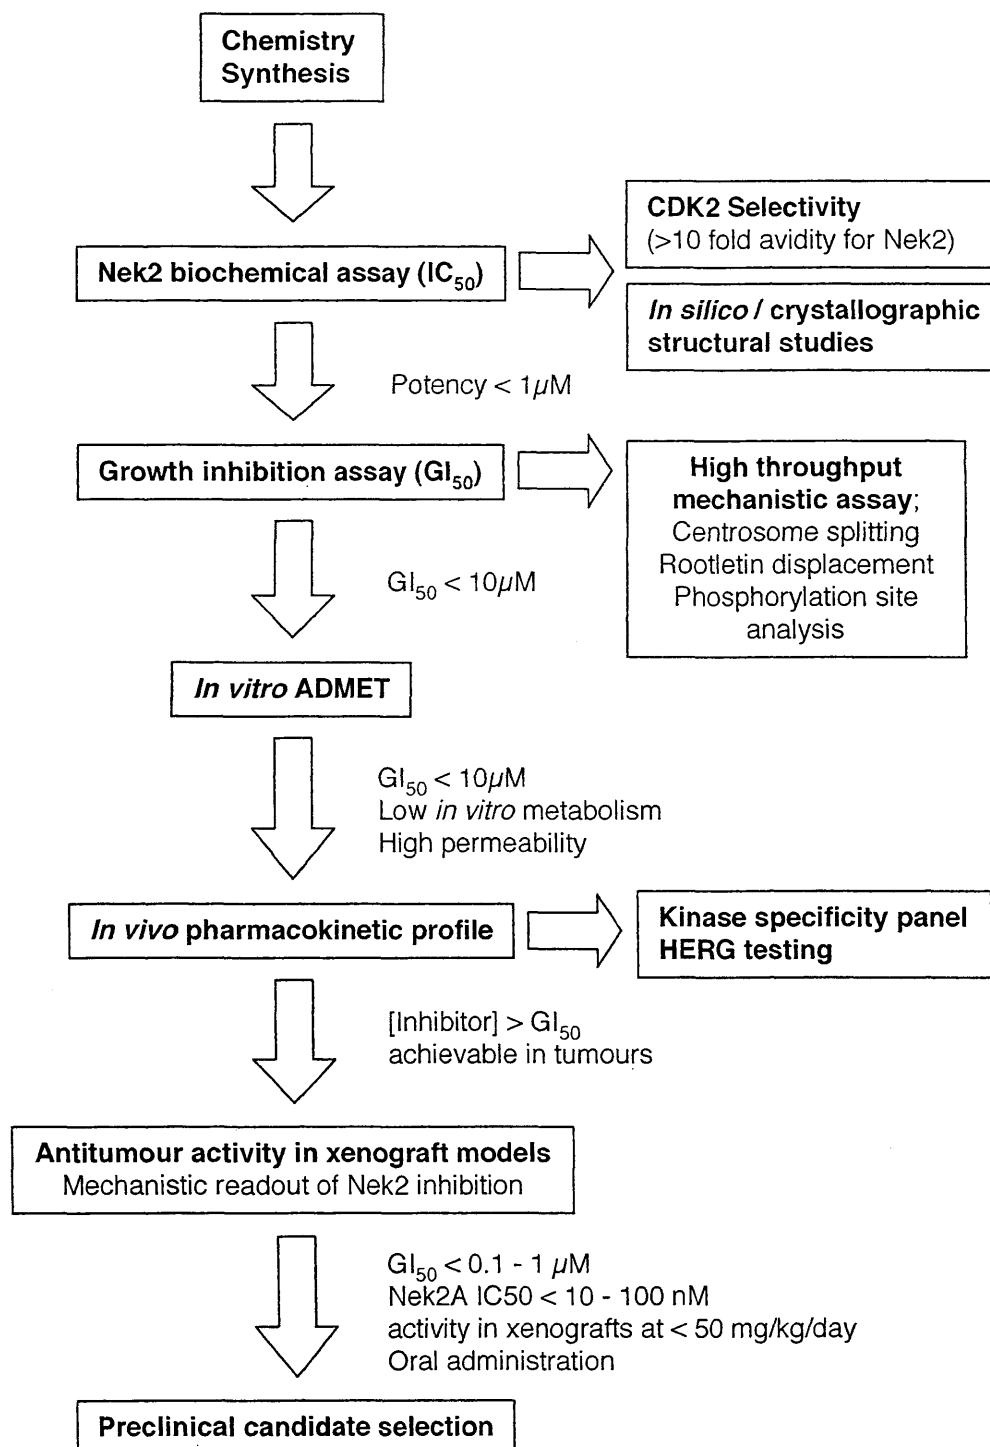 Chemistry
Synthesis
CDK2 Selectivity
(>10 fold avidity for Nek2)
Nek2 biochemical assay (IC50)
In silico / crystallographic
structural studies
Potency < 1µM
Growth inhibition assay (GI50)
High throughput
mechanistic assay;
Centrosome splitting
Rootletin displacement
Phosphorylation site
analysis
GI50 < 10µM
In vitro ADMET
GI50 < 10µM
Low in vitro metabolism
High permeability
In vivo pharmacokinetic profile
Kinase specificity panel
HERG testing
[Inhibitor] > GI50
achievable in tumours
Antitumour activity in xenograft models
Mechanistic readout of Nek2 inhibition
GI50 < 0.1 - 1 µM
Nek2A IC50 < 10 - 100 nM
activity in xenografts at < 50 mg/kg/day
Oral administration
Preclinical candidate selection